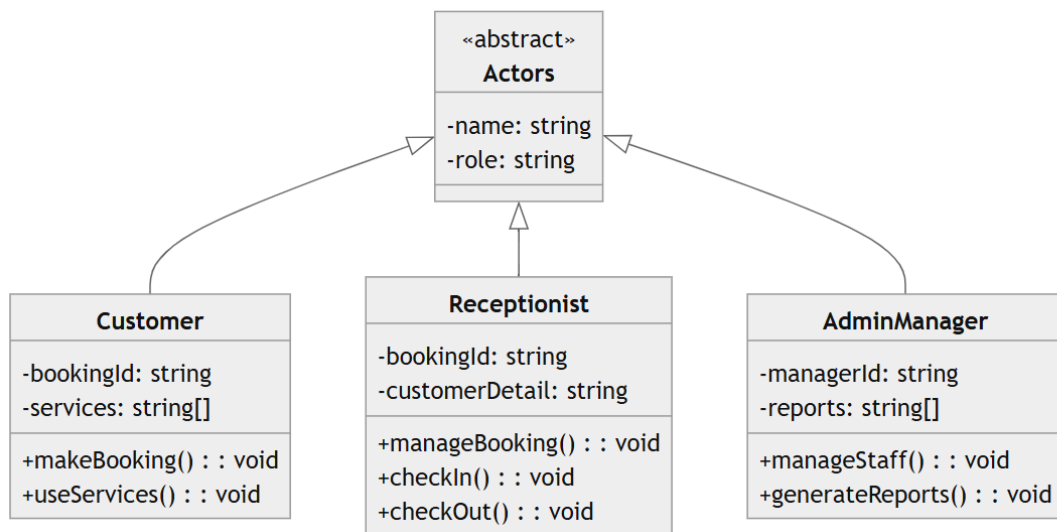 «abstract»
Actors
-name: string
-role: string
Customer
-bookingId: string
-services: string[]
+makeBooking() : : void
+useServices() : : void
Receptionist
-bookingId: string
-customerDetail: string
+manageBooking() : : void
+checkIn() : : void
+checkOut() : : void
AdminManager
-managerId: string
-reports: string[]
+manageStaff() : : void
+generateReports() : : void